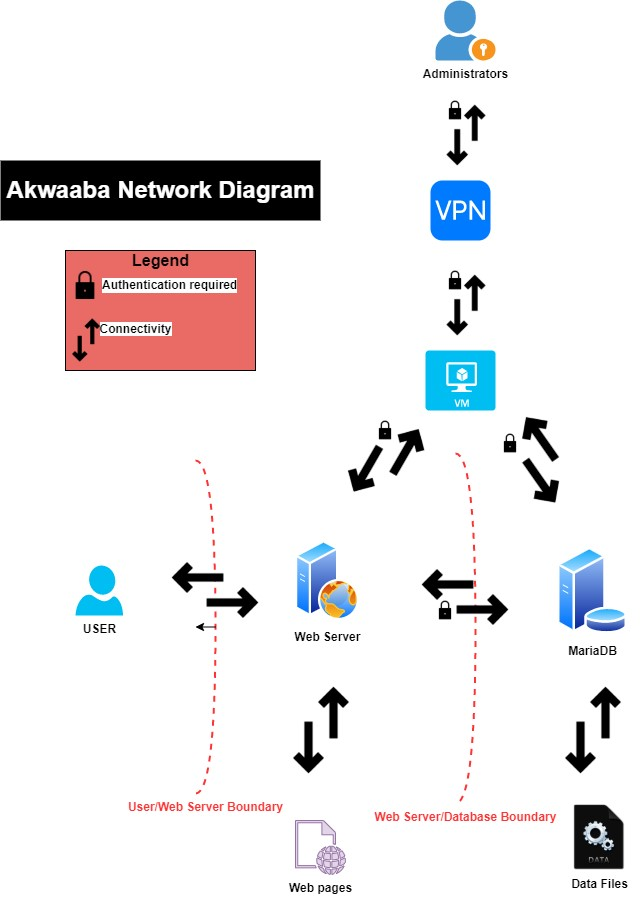 Administrators
VPN
Akwaaba Network Diagram
Legend
Authentication required
Connectivity
VM
USER
Web Server
MariaDB
User/Web Server Boundary
Web Server/Database Boundary
DATA
Web pages
Data Files